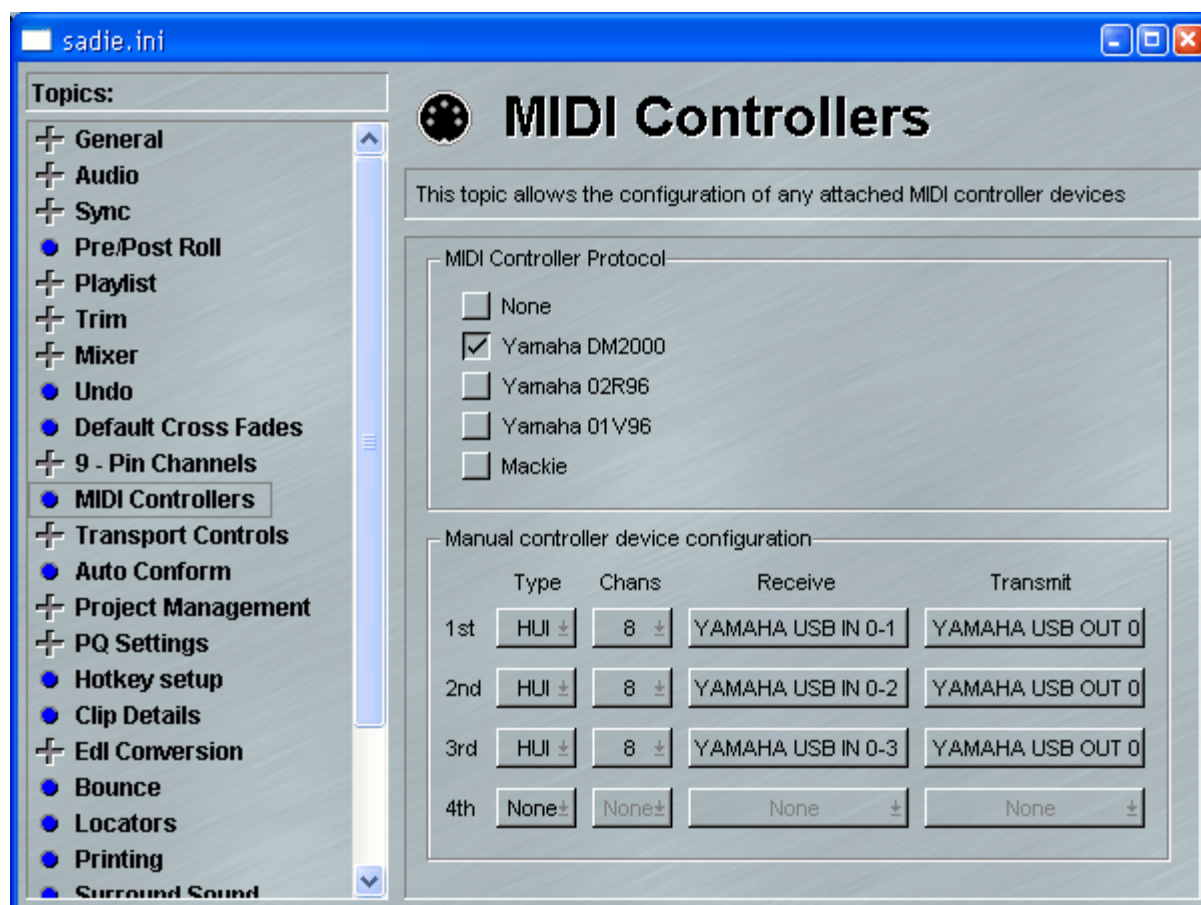 sadie.ini
Topics:
General
Audio
Sync
Pre/Post Roll
Playlist
Trim
Mixer
Undo
Default Cross Fades
9 - Pin Channels
MIDI Controllers
Transport Controls
Auto Conform
Project Management
PQ Settings
Hotkey setup
Clip Details
Edl Conversion
Bounce
Locators
Printing
Surround Sound
MIDI Controllers
This topic allows the configuration of any attached MIDI controller devices
MIDI Controller Protocol
None
Yamaha DM2000
Yamaha 02R96
Yamaha 01V96
Mackie
Manual controller device configuration
Type Chans Receive Transmit
1st HUI 8 YAMAHA USB IN 0-1 YAMAHA USB OUT 0
2nd HUI 8 YAMAHA USB IN 0-2 YAMAHA USB OUT 0
3rd HUI 8 YAMAHA USB IN 0-3 YAMAHA USB OUT 0
4th None None None None